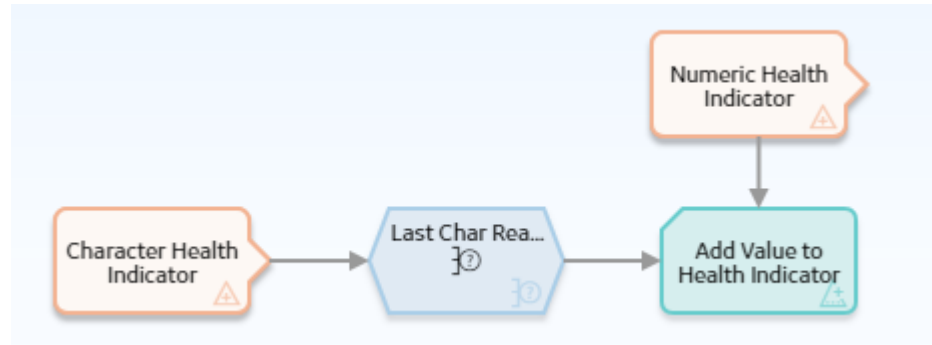 Numeric Health
Indicator
Character Health
Indicator
Last Char Rea...
Add Value to
Health Indicator